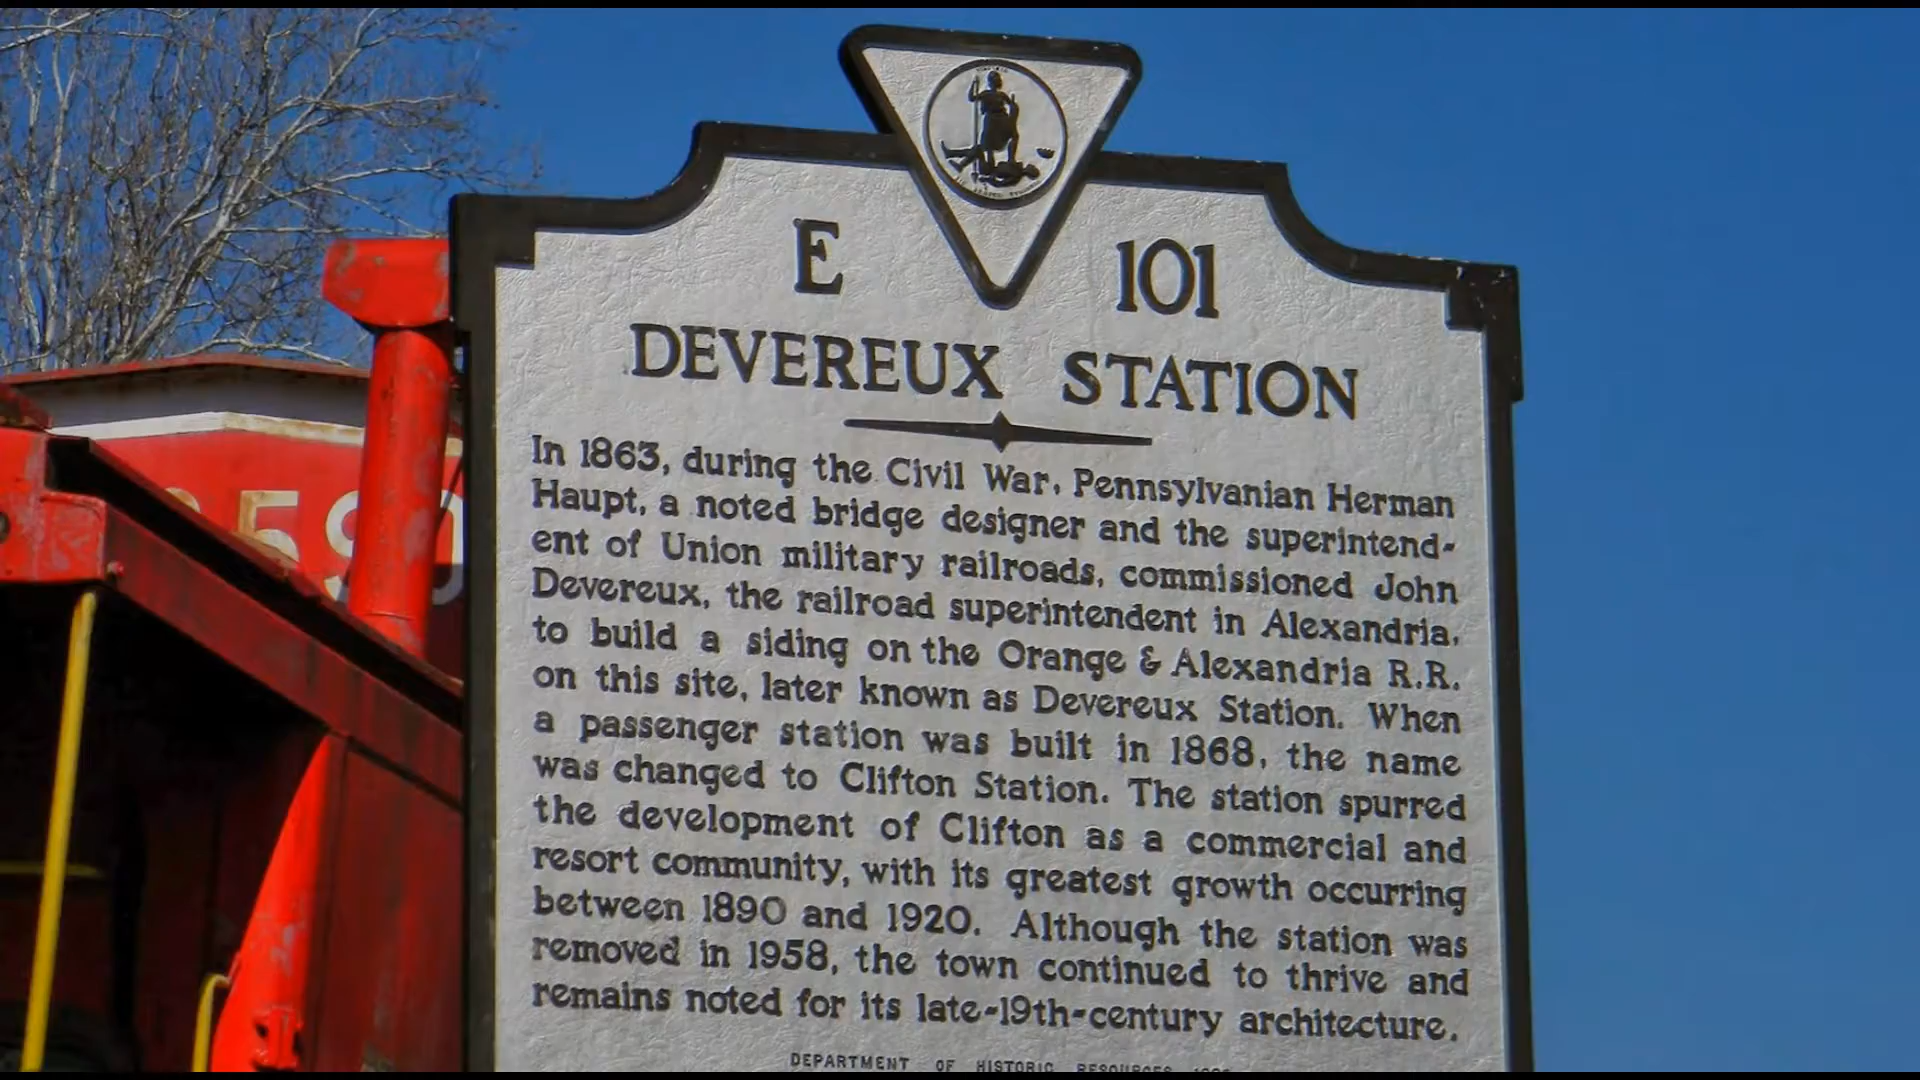 E 101
DEVEREUX STATION
In 1863, during the Civil War, Pennsylvanian Herman
Haupt, a noted bridge designer and the superintend-
ent of Union military railroads, commissioned John
Devereux, the railroad superintendent in Alexandria,
to build a siding on the Orange & Alexandria R.R.
on this site, later known as Devereux Station. When
a passenger station was built in 1868, the name
was changed to Clifton Station. The station spurred
the development of Clifton as a commercial and
resort community, with its greatest growth occurring
between 1890 and 1920. Although the station was
removed in 1958, the town continued to thrive and
remains noted for its late-19th-century architecture.
DEPARTMENT OF HISTORIC RESOURCES